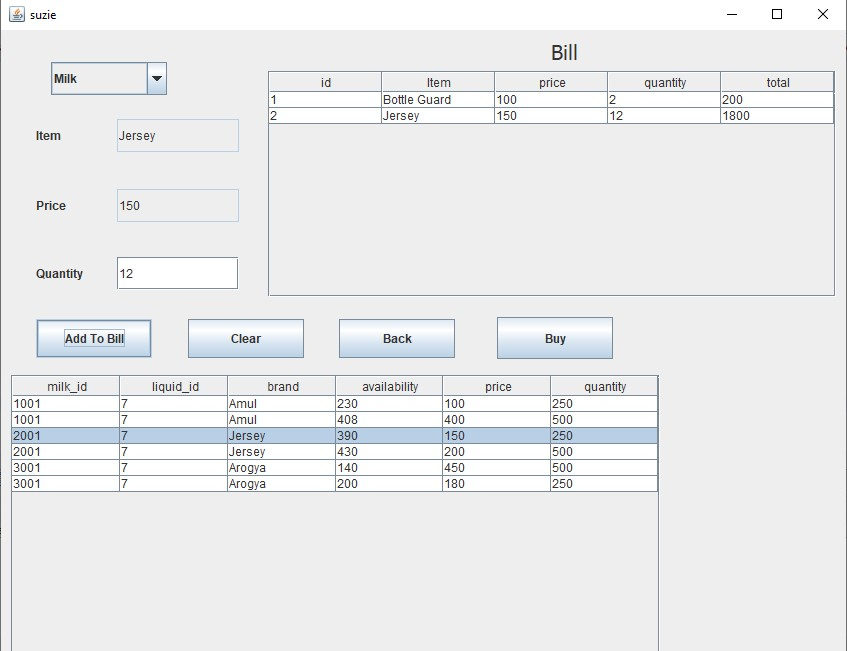 suzie
Milk
Item Jersey
Price 150
Quantity 12
Bill
id Item price quantity total
1 Bottle Guard 100 2 200
2 Jersey 150 12 1800
Add To Bill Clear Back Buy
milk_id liquid_id brand availability price quantity
1001 7 Amul 230 100 250
1001 7 Amul 408 400 500
2001 7 Jersey 390 150 250
2001 7 Jersey 430 200 500
3001 7 Arogya 140 450 500
3001 7 Arogya 200 180 250